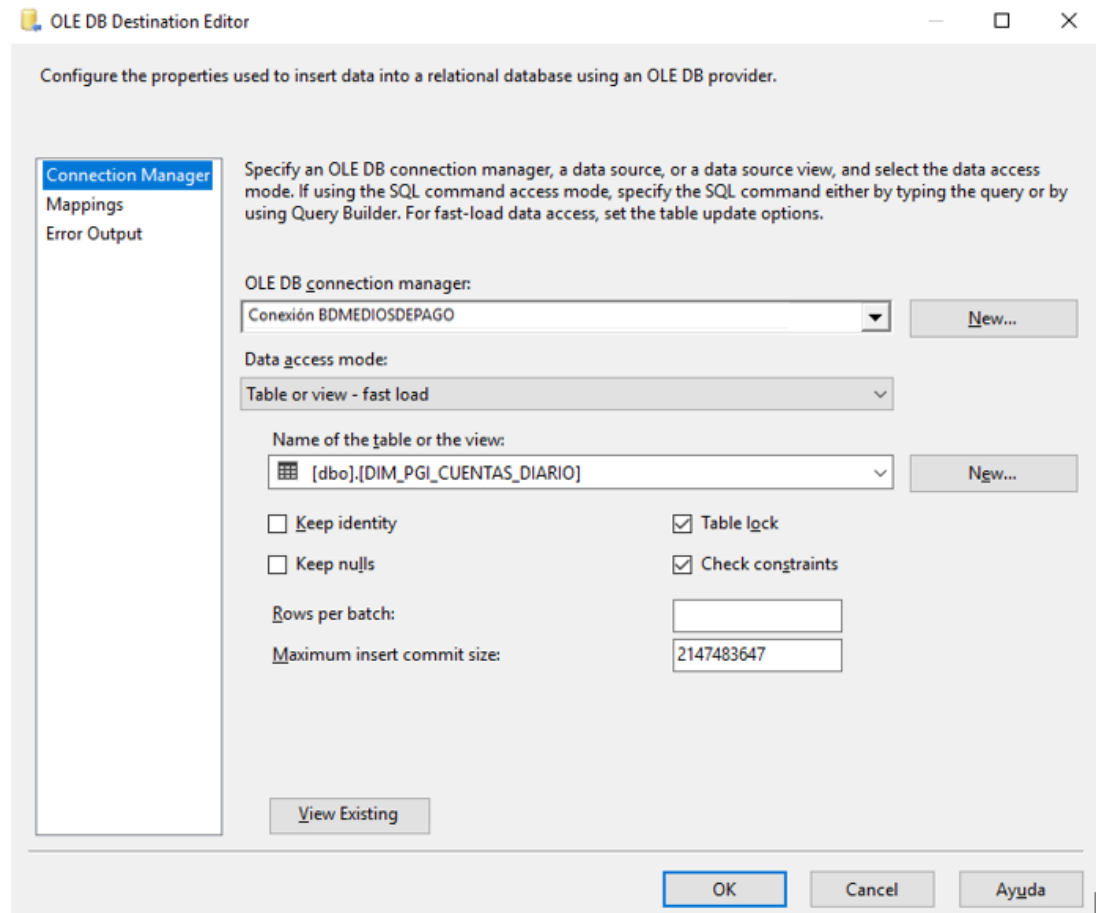 OLE DB Destination Editor
Configure the properties used to insert data into a relational database using an OLE DB provider.
Connection Manager
Mappings
Error Output
Specify an OLE DB connection manager, a data source, or a data source view, and select the data access
mode. If using the SQL command access mode, specify the SQL command either by typing the query or by
using Query Builder. For fast-load data access, set the table update options.
OLE DB connection manager:
Conexión BDMEDIOSDEPAGO
New...
Data access mode:
Table or view - fast load
Name of the table or the view:
[dbo].[DIM_PGI_CUENTAS_DIARIO]
New...
Keep identity
Table lock
Keep nulls
Check constraints
Rows per batch:
Maximum insert commit size:
2147483647
View Existing
OK
Cancel
Ayuda